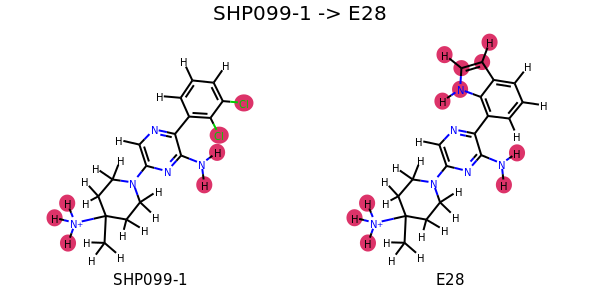 SHP099-1 -> E28
H H H H
H H
N H
H H
N N H H H
H H H N H H N H
N N
H H N H H N H
H H H H
H H H H
H N+ H H N+
H H H H H H
H H H H
H H H H
SHP099-1 E28